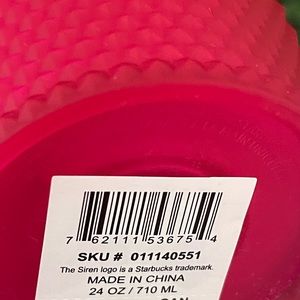 7 62111 53675 4
SKU # 011140551
The Siren logo is a Starbucks trademark.
MADE IN CHINA
24 OZ / 710 ML